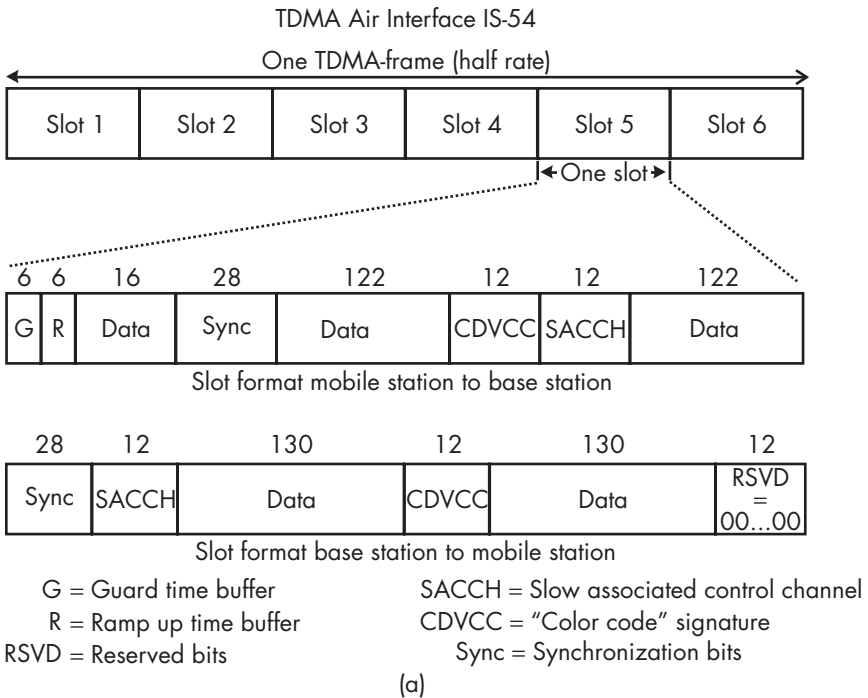 TDMA Air Interface IS-54
One TDMA-frame (half rate)
Slot 1 Slot 2 Slot 3 Slot 4 Slot 5 Slot 6
One slot
6 6 16 28 122 12 12 122
G R Data Sync Data CDVCC SACCH Data
Slot format mobile station to base station
28 12 130 12 130 12
Sync SACCH Data CDVCC Data RSVD
=
00...00
Slot format base station to mobile station
G = Guard time buffer SACCH = Slow associated control channel
R = Ramp up time buffer CDVCC = “Color code” signature
RSVD = Reserved bits Sync = Synchronization bits
(a)